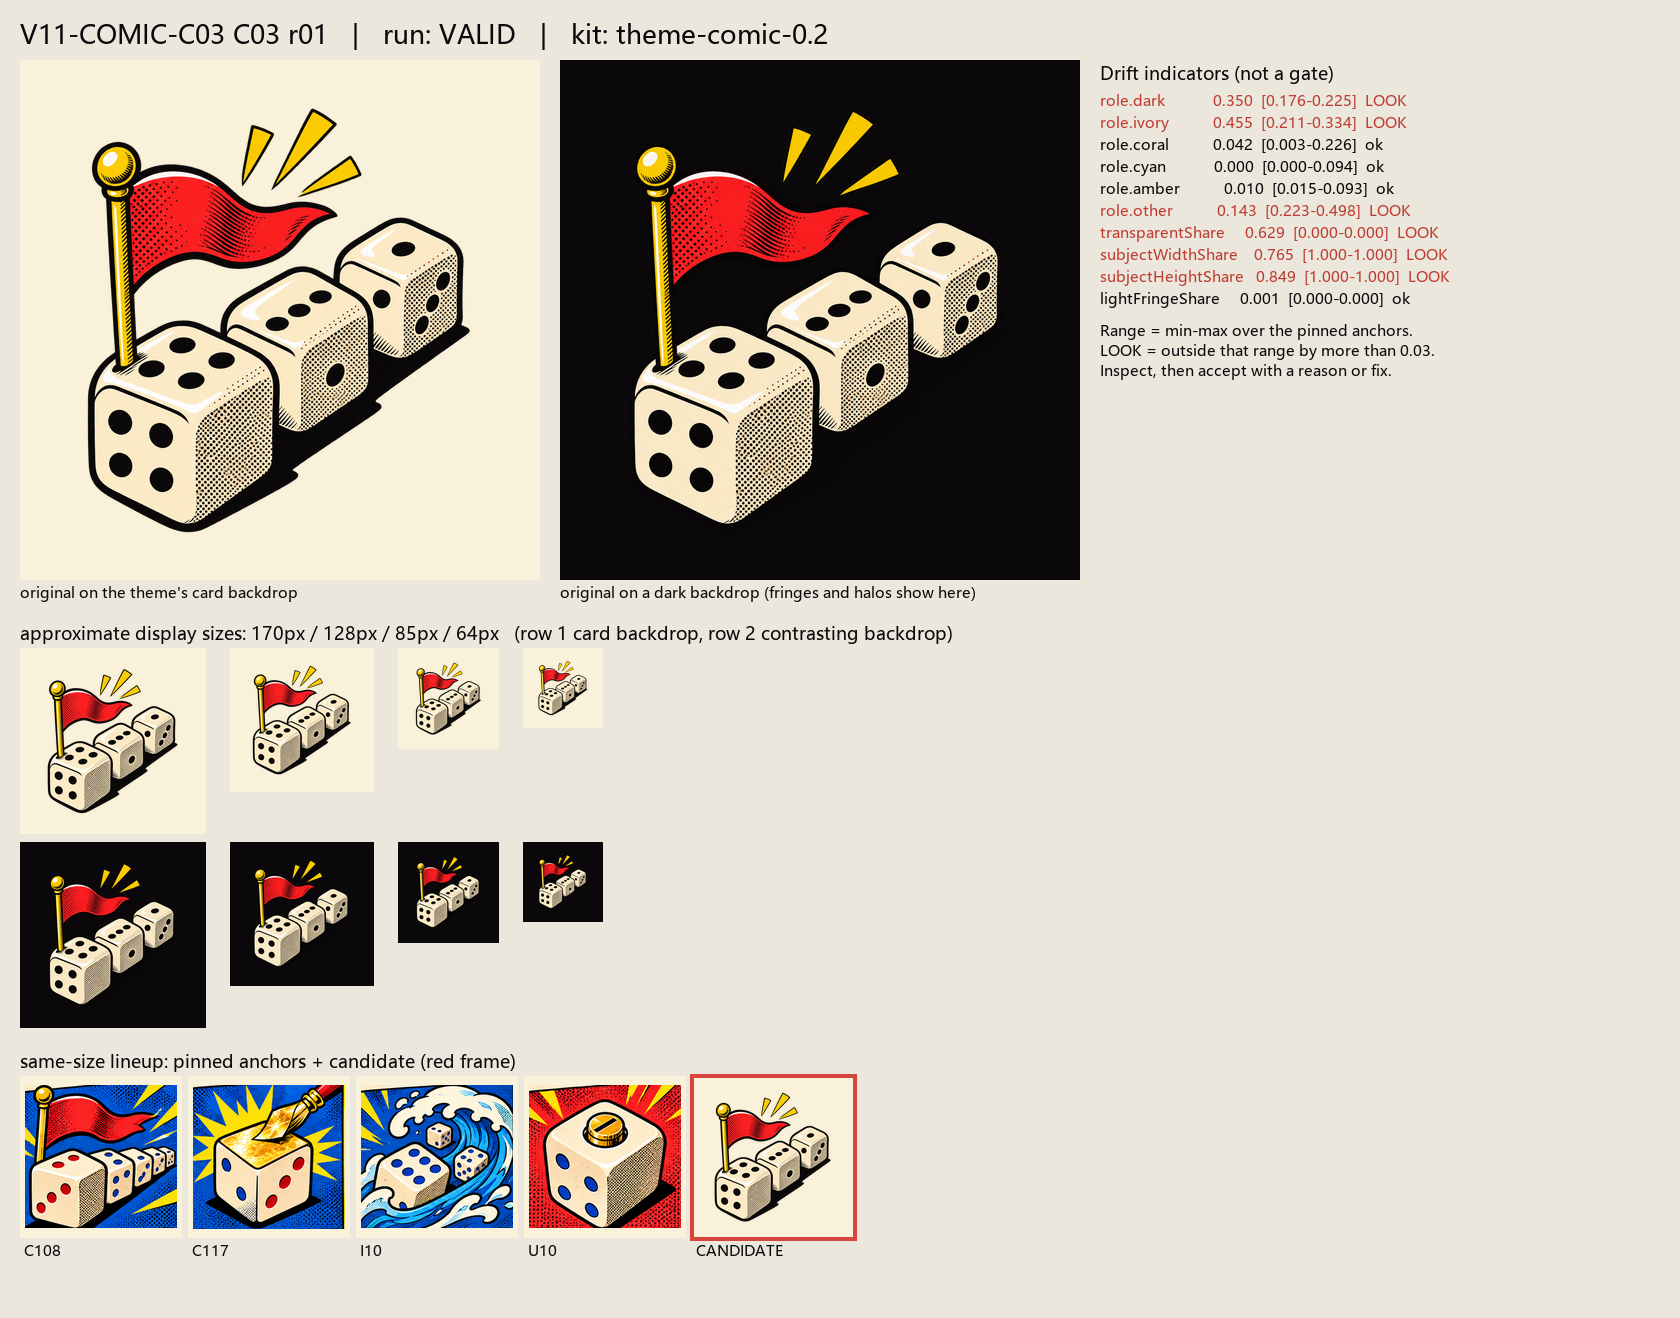 V11-COMIC-C03 C03 r01 | run: VALID | kit: theme-comic-0.2
Drift indicators (not a gate)
role.dark 0.350 [0.176-0.225] LOOK
role.ivory 0.455 [0.211-0.334] LOOK
role.coral 0.042 [0.003-0.226] ok
role.cyan 0.000 [0.000-0.094] ok
role.amber 0.010 [0.015-0.093] ok
role.other 0.143 [0.223-0.498] LOOK
transparentShare 0.629 [0.000-0.000] LOOK
subjectWidthShare 0.765 [1.000-1.000] LOOK
subjectHeightShare 0.849 [1.000-1.000] LOOK
lightFringeShare 0.001 [0.000-0.000] ok
Range = min-max over the pinned anchors.
LOOK = outside that range by more than 0.03.
Inspect, then accept with a reason or fix.
original on the theme's card backdrop
original on a dark backdrop (fringes and halos show here)
approximate display sizes: 170px / 128px / 85px / 64px (row 1 card backdrop, row 2 contrasting backdrop)
same-size lineup: pinned anchors + candidate (red frame)
C108
C117
I10
U10
CANDIDATE